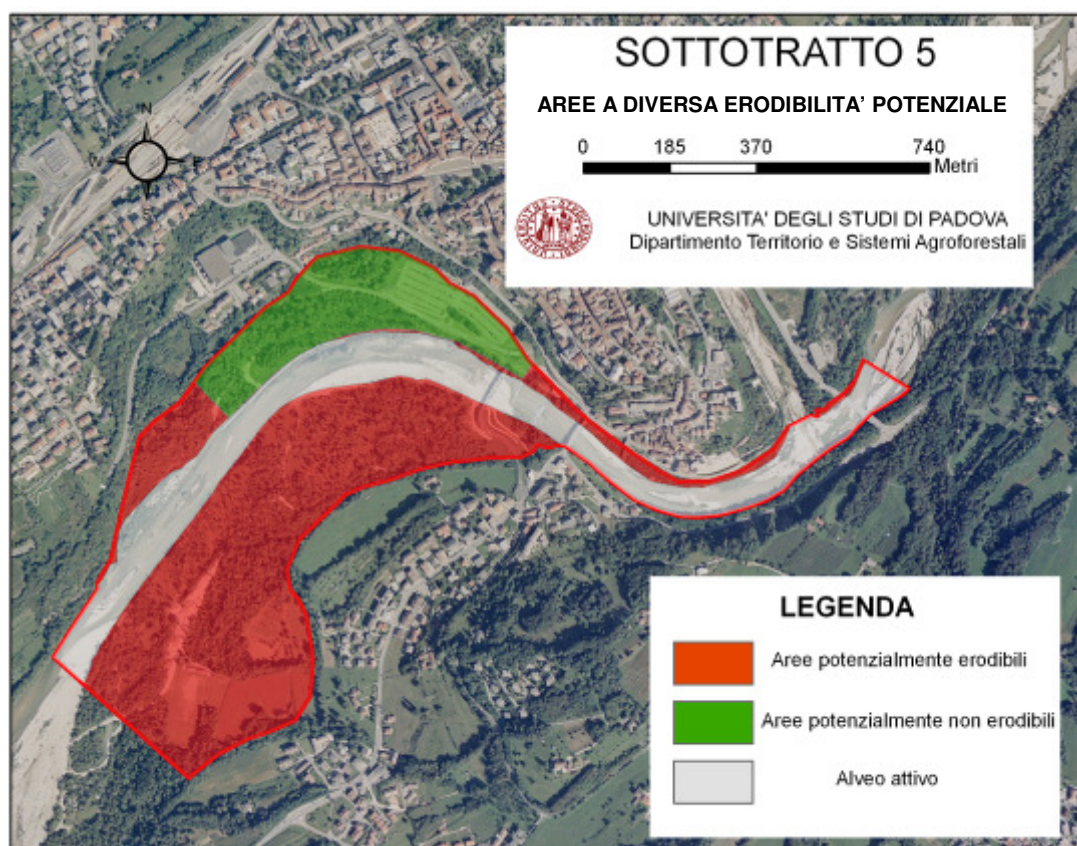 SOTTOTRATTO 5
AREE A DIVERSA ERODIBILITA' POTENZIALE
0 185 370 740
Metri
UNIVERSITA' DEGLI STUDI DI PADOVA
Dipartimento Territorio e Sistemi Agroforestali
N
W E
S
LEGENDA
Aree potenzialmente erodibili
Aree potenzialmente non erodibili
Alveo attivo